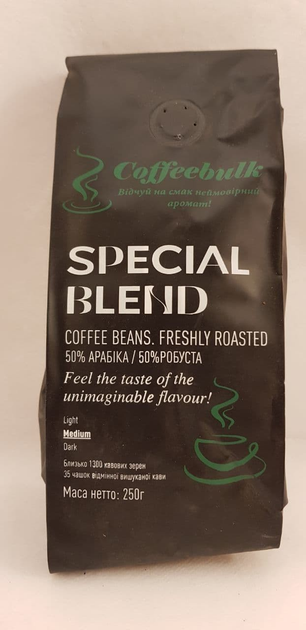 Coffeebulk
Відчуй на смак неймовірний
аромат!
SPECIAL
BLEND
COFFEE BEANS. FRESHLY ROASTED
50% АРАБІКА / 50%РОБУСТА
Feel the taste of the
unimaginable flavour!
Light
Medium
Dark
Близько 1300 кавових зерен
35 чашок відмінної вишуканої кави
Маса нетто: 250г